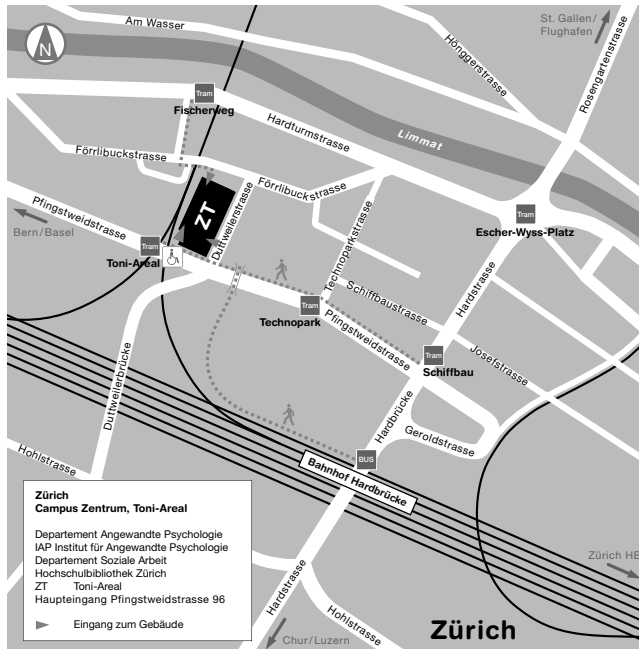 St. Gallen/
Flughafen
Am Wasser
Hönggerstrasse
Rosengartenstrasse
N
Tram
Fischerweg
Hardturmstrasse
Limmat
Förrlibuckstrasse
Förrlibuckstrasse
ZT
Duttweilerstrasse
Technoparkstrasse
Pfingstweidstrasse
Bern/Basel
Tram
Toni-Areal
Tram
Escher-Wyss-Platz
Hardstrasse
Schiffbaustrasse
Tram
Technopark
Pfingstweidstrasse
Josefstrasse
Tram
Schiffbau
Duttweilerbrücke
Hardbrücke
Geroldstrasse
BUS
Bahnhof Hardbrücke
Hohlstrasse
Zürich
Campus Zentrum, Toni-Areal
Departement Angewandte Psychologie
IAP Institut für Angewandte Psychologie
Departement Soziale Arbeit
Hochschulbibliothek Zürich
ZT Toni-Areal
Haupteingang Pfingstweidstrasse 96
Eingang zum Gebäude
Hardstrasse
Chur/Luzern
Hohlstrasse
Zürich HB
Zürich